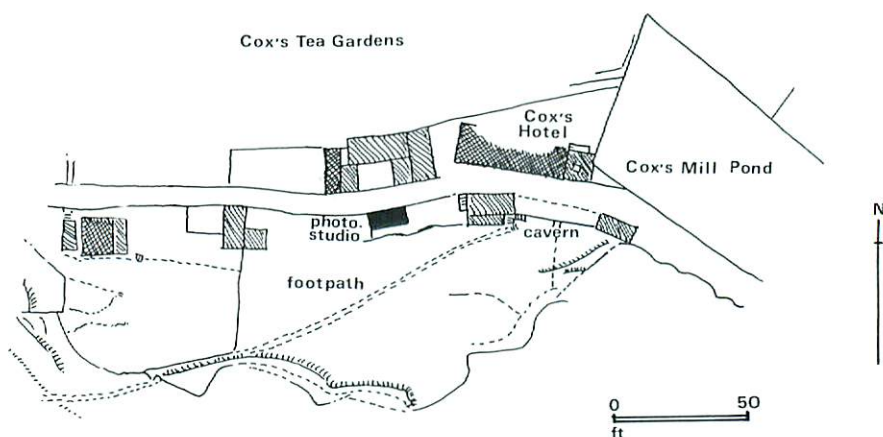 Cox's Tea Gardens
Cox's
Hotel
Cox's Mill Pond
N
photo.
studio
cavern
footpath
0 50
ft